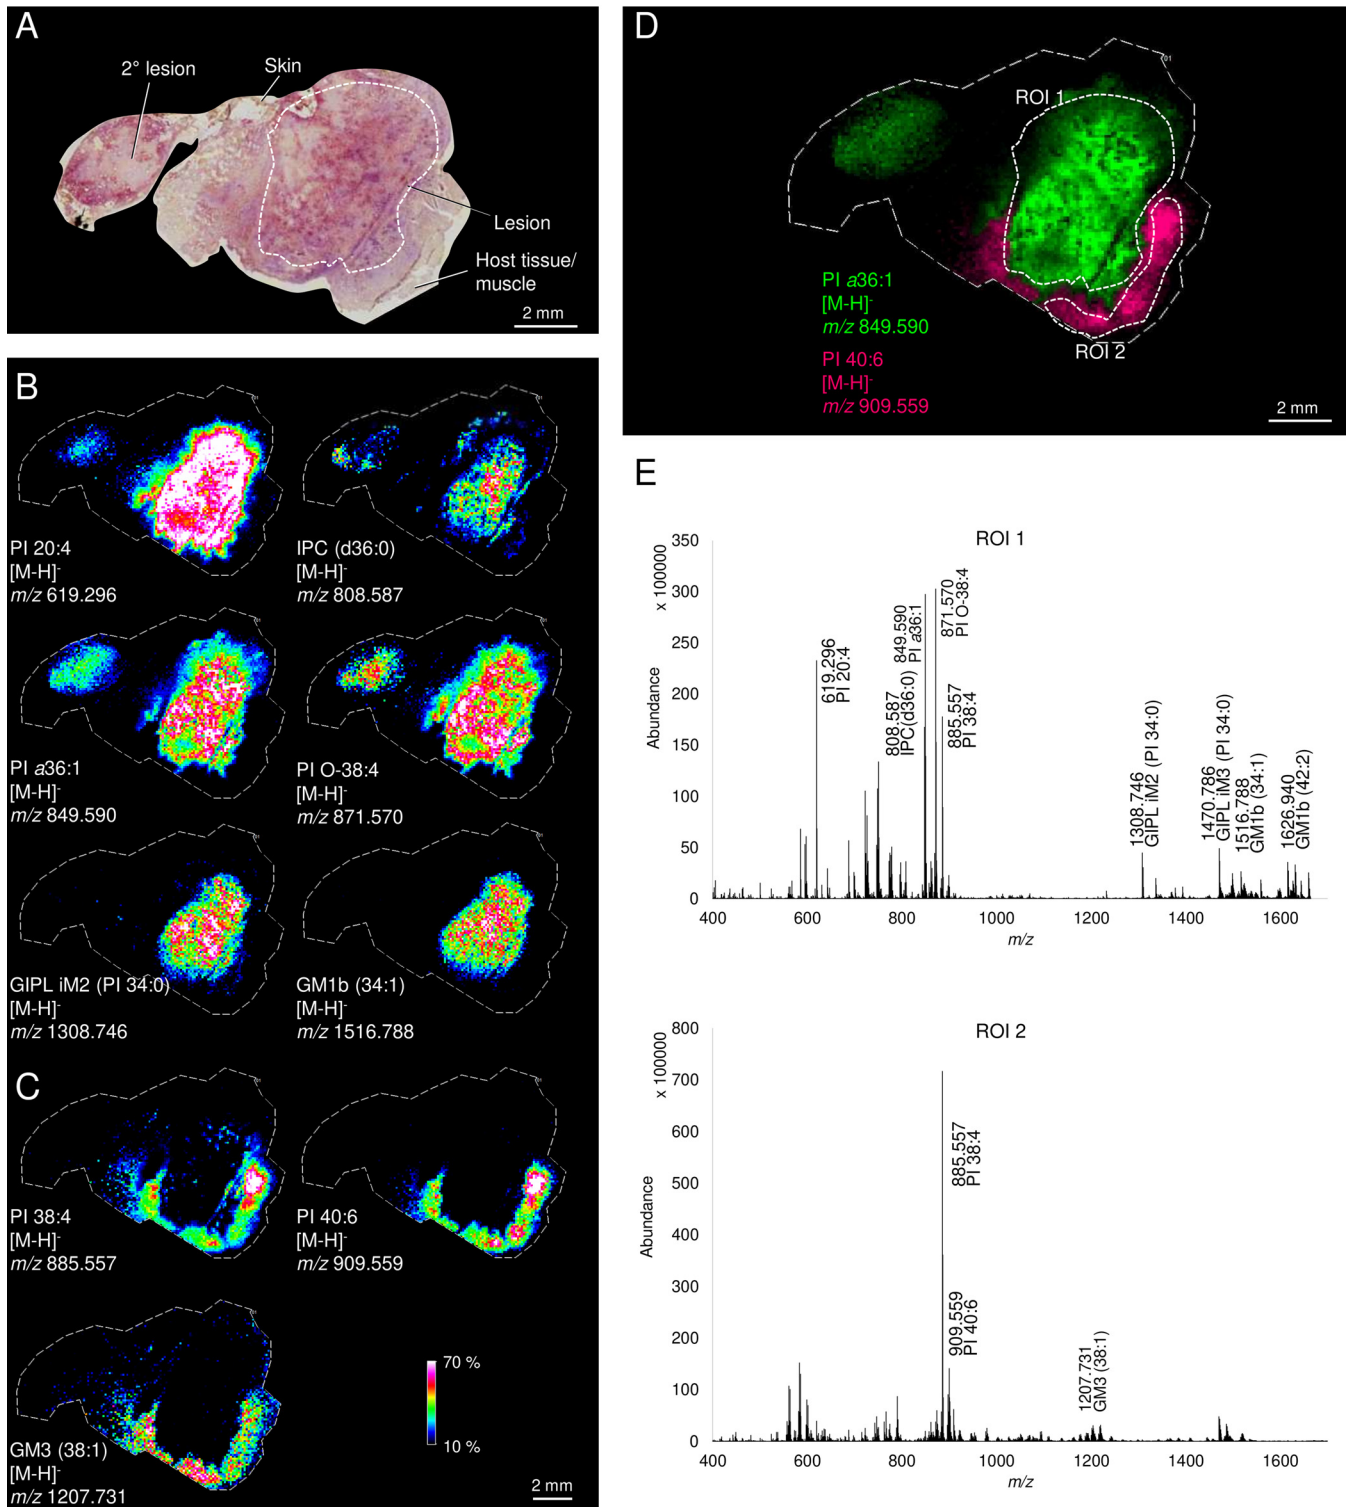 A
2° lesion
Skin
Lesion
Host tissue/
muscle
2 mm
B
PI 20:4
[M-H]-
m/z 619.296
IPC (d36:0)
[M-H]-
m/z 808.587
PI a36:1
[M-H]-
m/z 849.590
PI O-38:4
[M-H]-
m/z 871.570
GIPL iM2 (PI 34:0)
[M-H]-
m/z 1308.746
GM1b (34:1)
[M-H]-
m/z 1516.788
C
PI 38:4
[M-H]-
m/z 885.557
PI 40:6
[M-H]-
m/z 909.559
GM3 (38:1)
[M-H]-
m/z 1207.731
70 %
10 %
2 mm
D
ROI 1
PI a36:1
[M-H]-
m/z 849.590
PI 40:6
[M-H]-
m/z 909.559
ROI 2
2 mm
E
ROI 1
x 100000
Abundance
350
300
250
200
150
100
50
0
619.296
PI 20:4
808.587
IPC(d36:0)
849.590
PI a36:1
871.570
PI O-38:4
885.557
PI 38:4
1308.746
GIPL iM2 (PI 34:0)
1470.786
GIPL iM3 (PI 34:0)
1516.788
GM1b (34:1)
1626.940
GM1b (42:2)
400 600 800 1000 1200 1400 1600
m/z
ROI 2
x 100000
Abundance
800
700
600
500
400
300
200
100
0
885.557
PI 38:4
909.559
PI 40:6
1207.731
GM3 (38:1)
400 600 800 1000 1200 1400 1600
m/z